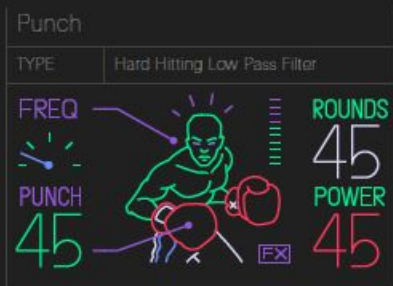 Punch
TYPE Hard Hitting Low Pass Filter
FREQ ROUNDS
45
PUNCH POWER
45 FX 45